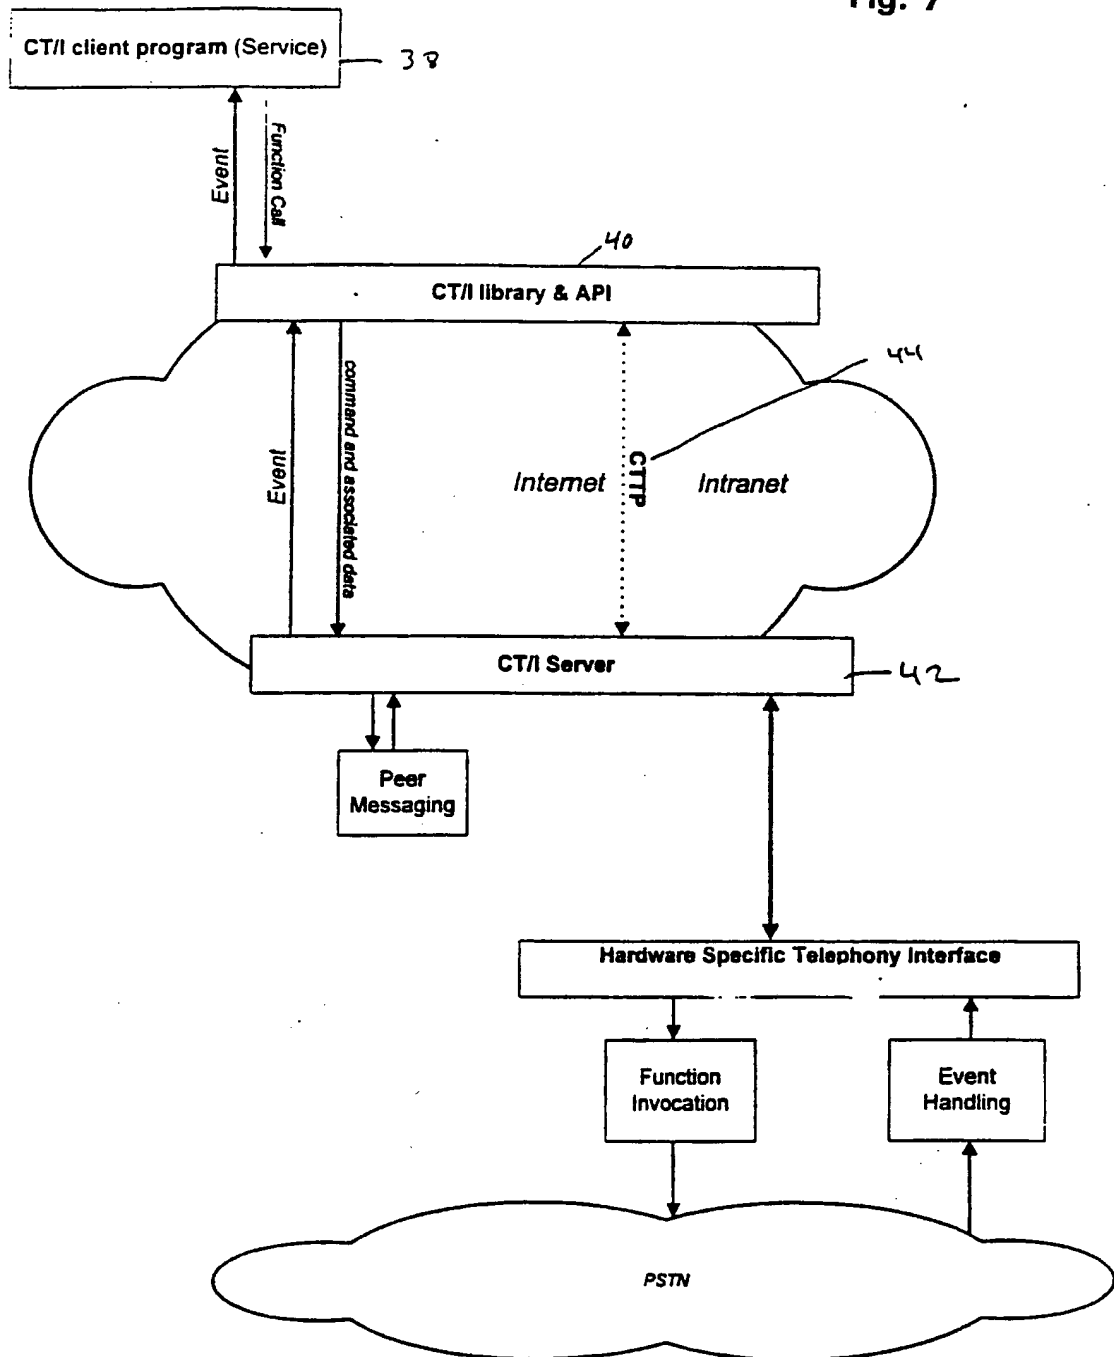 Fig. 7
CT/I client program (Service)
38
Event
Function Call
40
CT/I library & API
44
command and associated data
Event
Internet
CTTP
Intranet
CT/I Server
42
Peer
Messaging
Hardware Specific Telephony Interface
Function
Invocation
Event
Handling
PSTN